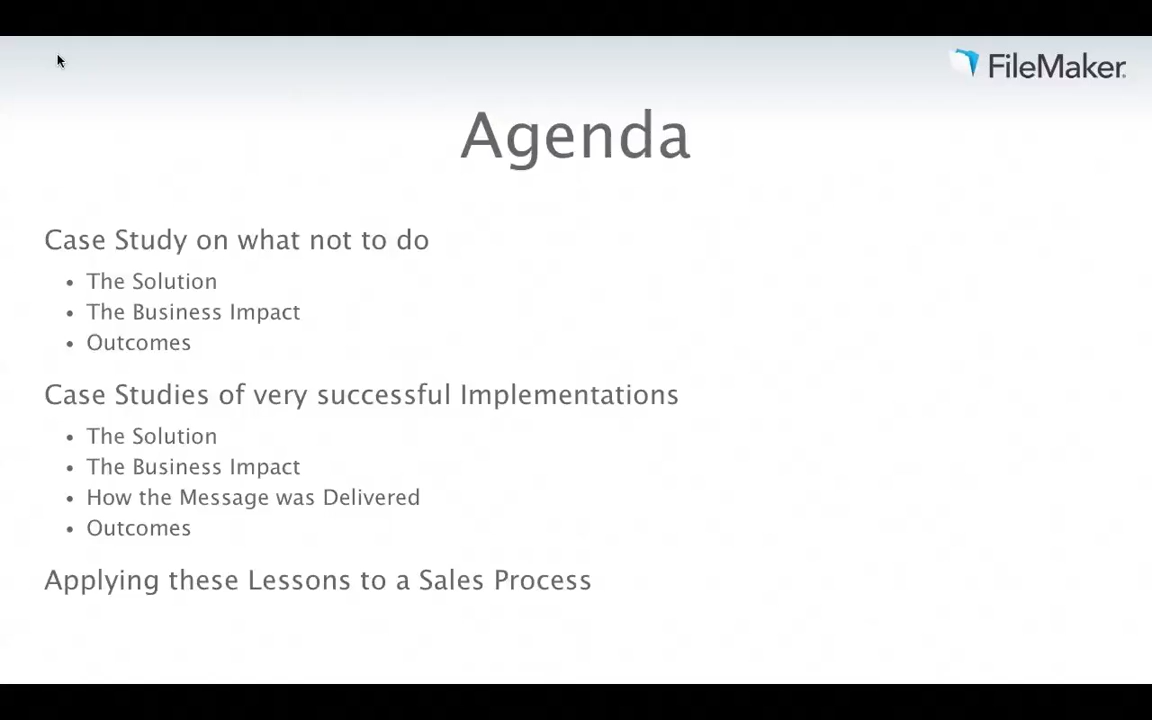 FileMaker
Agenda
Case Study on what not to do
• The Solution
• The Business Impact
• Outcomes
Case Studies of very successful Implementations
• The Solution
• The Business Impact
• How the Message was Delivered
• Outcomes
Applying these Lessons to a Sales Process